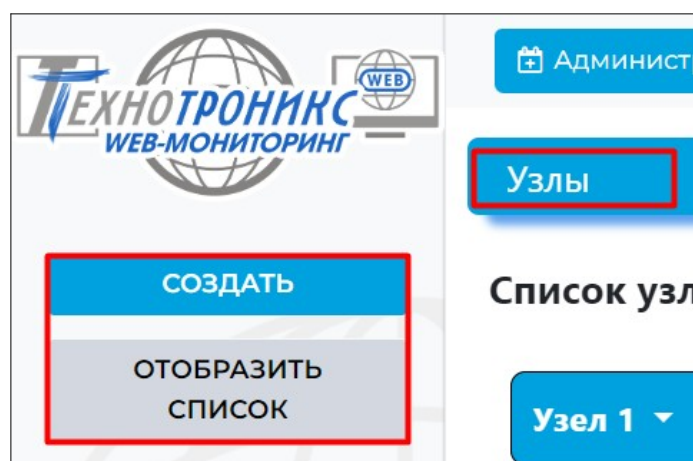 ТЕХНОТРОНИКС
WEB
WEB-МОНИТОРИНГ
Админист
Узлы
СОЗДАТЬ
ОТОБРАЗИТЬ
СПИСОК
Список узл
Узел 1